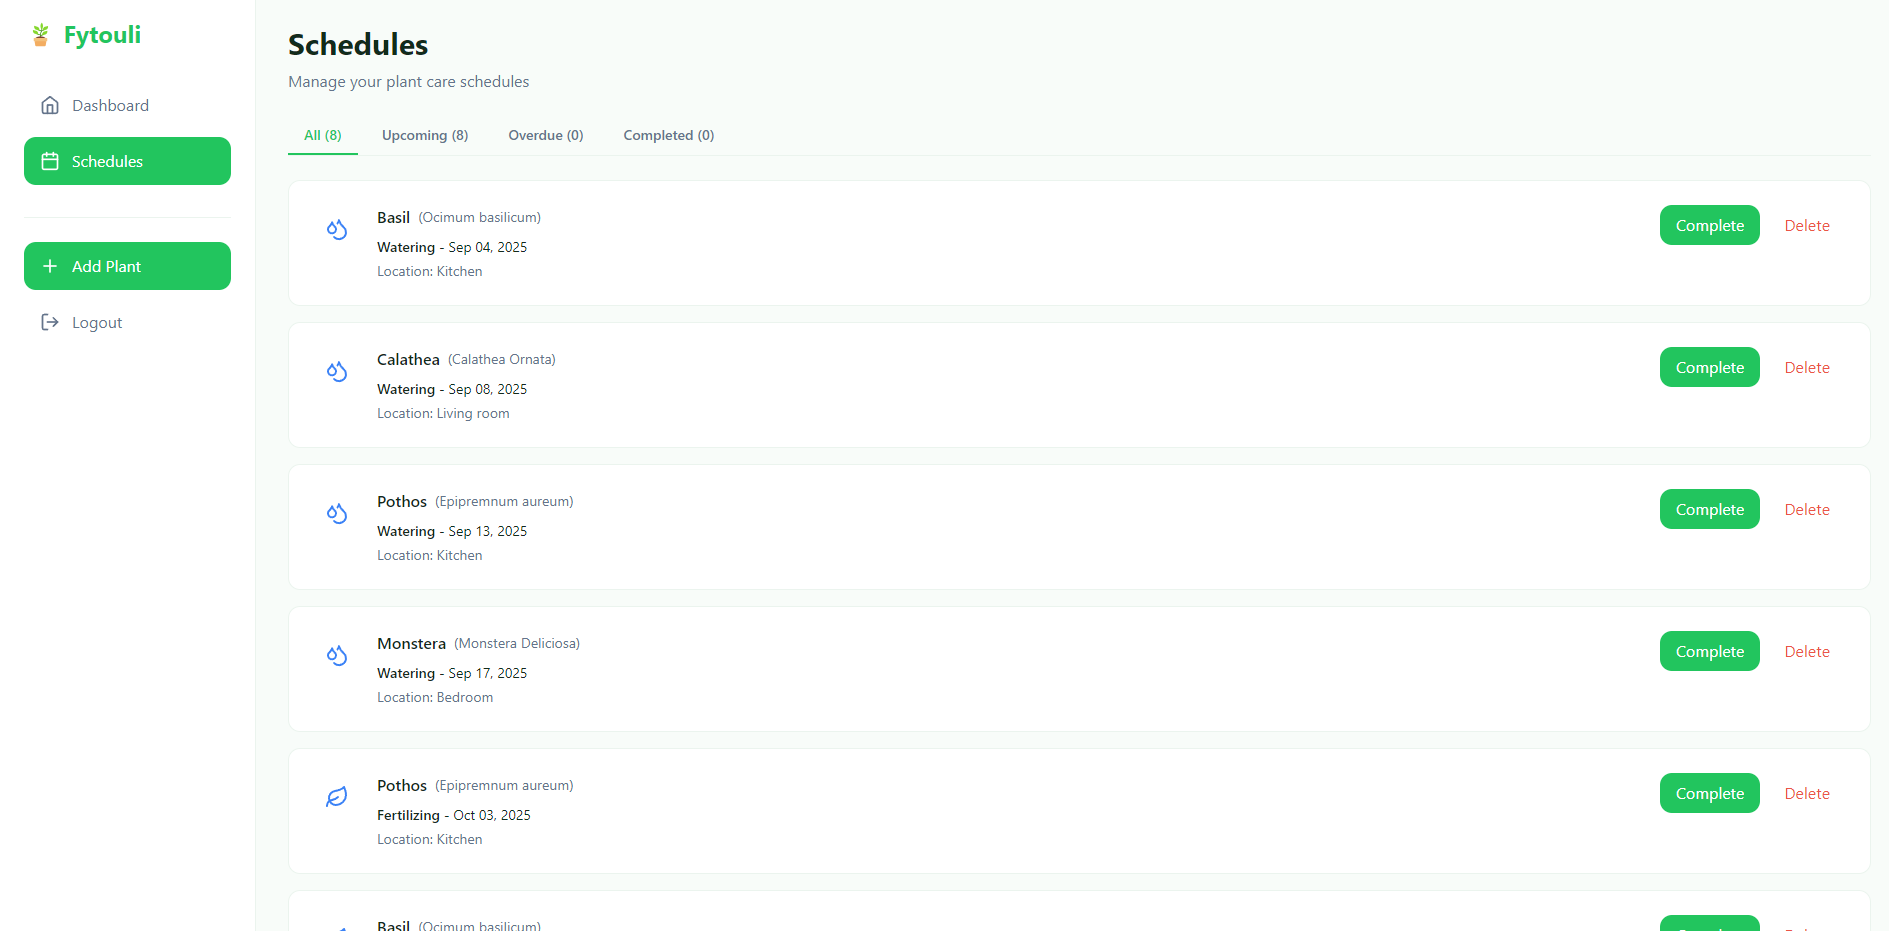 Fytouli
Dashboard
Schedules
Add Plant
Logout
Schedules
Manage your plant care schedules
All (8) Upcoming (8) Overdue (0) Completed (0)
Basil (Ocimum basilicum)
Watering - Sep 04, 2025
Location: Kitchen
Complete Delete
Calathea (Calathea Ornata)
Watering - Sep 08, 2025
Location: Living room
Complete Delete
Pothos (Epipremnum aureum)
Watering - Sep 13, 2025
Location: Kitchen
Complete Delete
Monstera (Monstera Deliciosa)
Watering - Sep 17, 2025
Location: Bedroom
Complete Delete
Pothos (Epipremnum aureum)
Fertilizing - Oct 03, 2025
Location: Kitchen
Complete Delete
Basil (Ocimum basilicum)